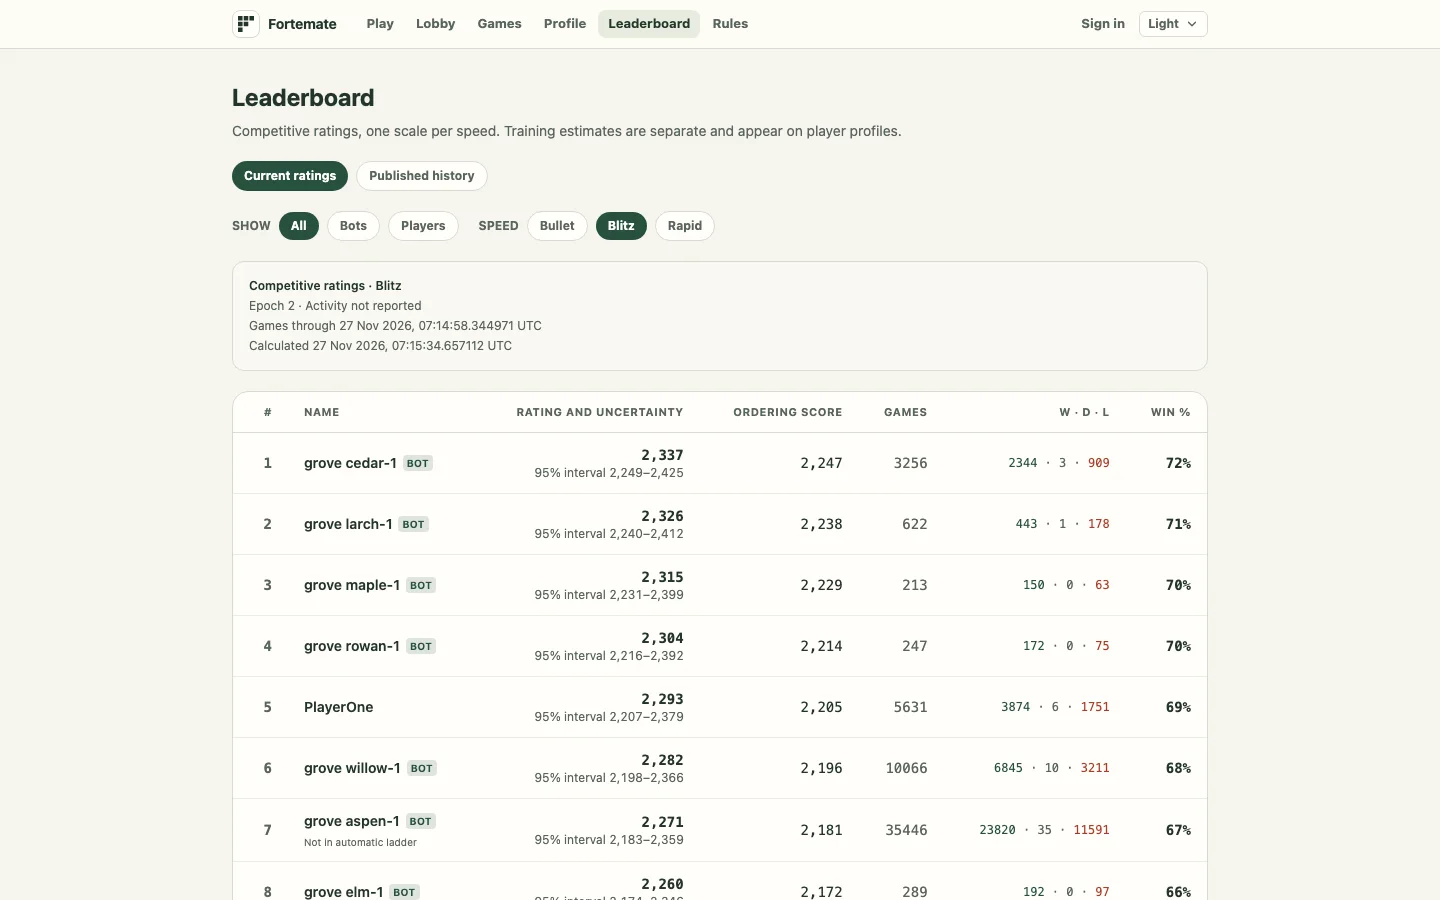 Fortemate Play Lobby Games Profile Leaderboard Rules Sign in Light
Leaderboard
Competitive ratings, one scale per speed. Training estimates are separate and appear on player profiles.
Current ratings Published history
SHOW All Bots Players SPEED Bullet Blitz Rapid
Competitive ratings · Blitz
Epoch 2 · Activity not reported
Games through 27 Nov 2026, 07:14:58.344971 UTC
Calculated 27 Nov 2026, 07:15:34.657112 UTC
# NAME RATING AND UNCERTAINTY ORDERING SCORE GAMES W · D · L WIN %
1 grove cedar-1 BOT 2,337 2,247 3256 2344 · 3 · 909 72%
95% interval 2,249–2,425
2 grove larch-1 BOT 2,326 2,238 622 443 · 1 · 178 71%
95% interval 2,240–2,412
3 grove maple-1 BOT 2,315 2,229 213 150 · 0 · 63 70%
95% interval 2,231–2,399
4 grove rowan-1 BOT 2,304 2,214 247 172 · 0 · 75 70%
95% interval 2,216–2,392
5 PlayerOne 2,293 2,205 5631 3874 · 6 · 1751 69%
95% interval 2,207–2,379
6 grove willow-1 BOT 2,282 2,196 10066 6845 · 10 · 3211 68%
95% interval 2,198–2,366
7 grove aspen-1 BOT 2,271 2,181 35446 23820 · 35 · 11591 67%
Not in automatic ladder 95% interval 2,183–2,359
8 grove elm-1 BOT 2,260 2,172 289 192 · 0 · 97 66%